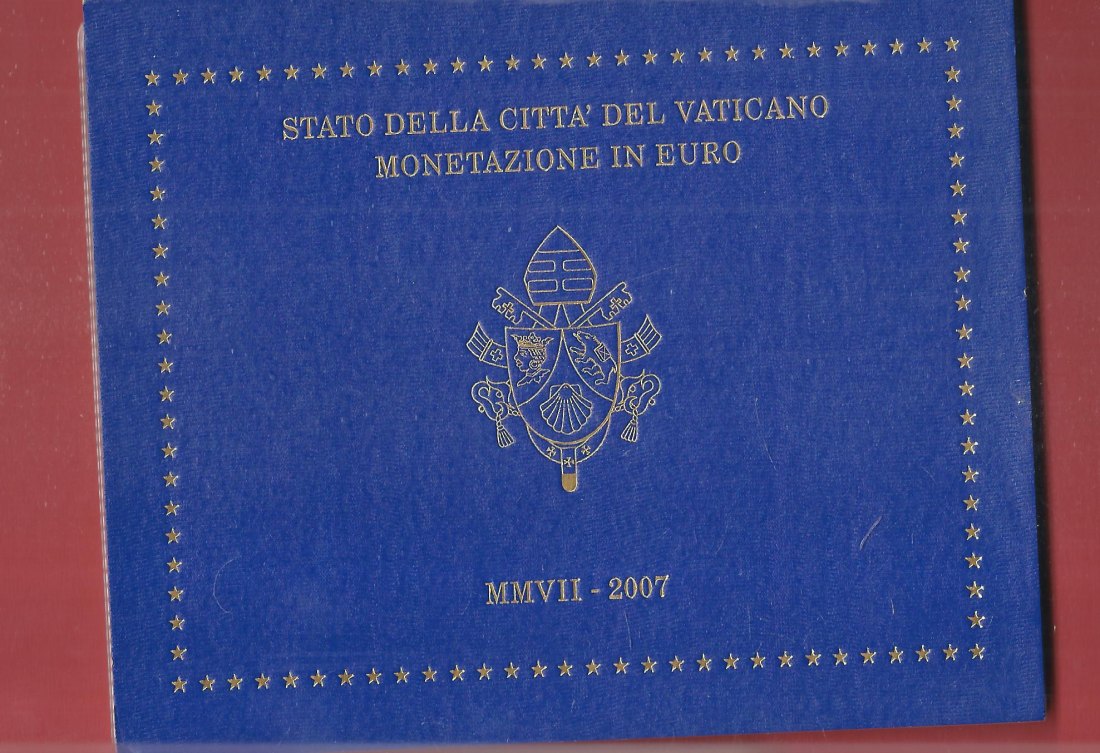 STATO DELLA CITTA' DEL VATICANO
MONETAZIONE IN EURO
MMVII - 2007